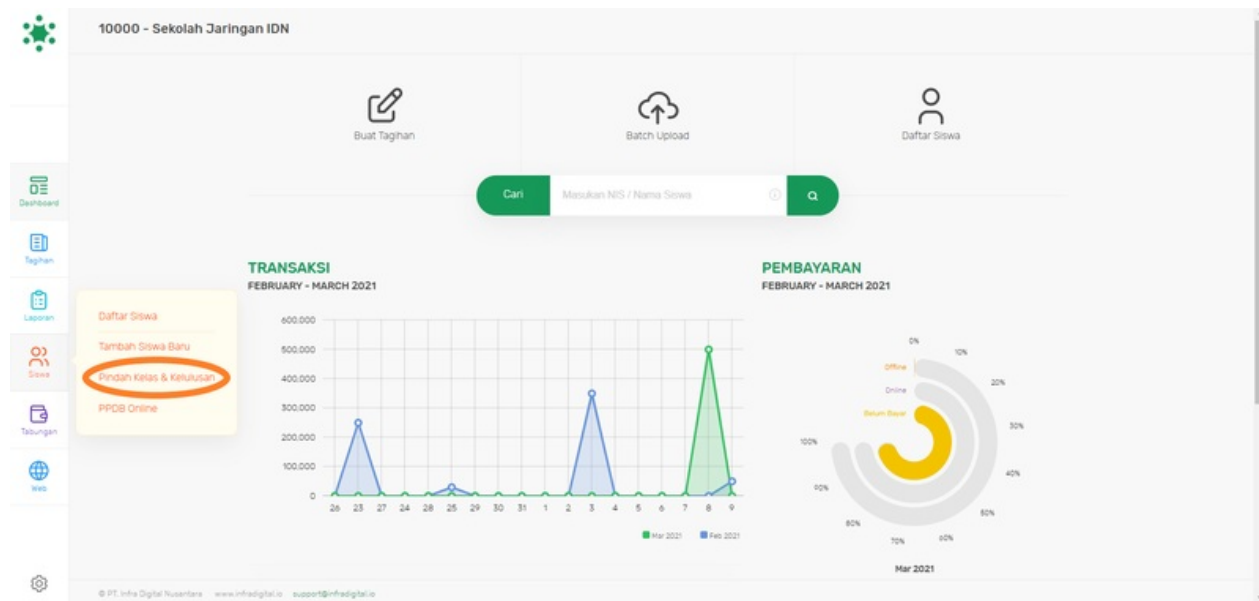 10000 - Sekolah Jaringan IDN
Buat Tagihan
Batch Upload
Daftar Siswa
Cari
Masukan NIS / Nama Siswa
Dashboard
Tagihan
Laporan
Siswa
Tabungan
Web
Daftar Siswa
Tambah Siswa Baru
Pindah Kelas & Kelulusan
PPDB Online
TRANSAKSI
FEBRUARY - MARCH 2021
600.000
500.000
400.000
300.000
200.000
100.000
0
26 23 27 24 28 25 29 30 31 1 2 3 4 5 6 7 8 9
Mar 2021 Feb 2021
PEMBAYARAN
FEBRUARY - MARCH 2021
Offline
Online
Belum Bayar
0%
10%
20%
30%
40%
50%
60%
70%
80%
90%
100%
Mar 2021
© PT. Infra Digital Nusantara www.infradigital.io support@infradigital.io